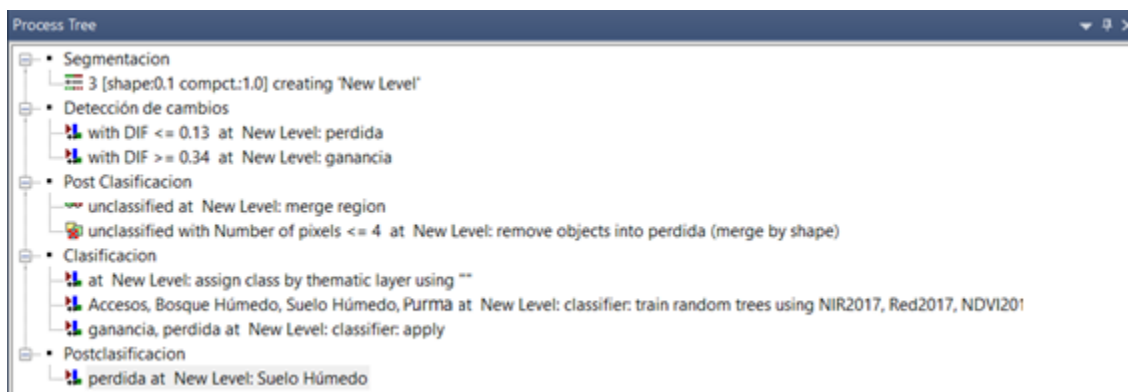 Process Tree
Segmentacion
3 [shape:0.1 compct.:1.0] creating 'New Level'
Detección de cambios
with DIF <= 0.13 at New Level: perdida
with DIF >= 0.34 at New Level: ganancia
Post Clasificacion
unclassified at New Level: merge region
unclassified with Number of pixels <= 4 at New Level: remove objects into perdida (merge by shape)
Clasificacion
at New Level: assign class by thematic layer using ""
Accesos, Bosque Húmedo, Suelo Húmedo, Purma at New Level: classifier: train random trees using NIR2017, Red2017, NDVI201
ganancia, perdida at New Level: classifier: apply
Postclasificacion
perdida at New Level: Suelo Húmedo